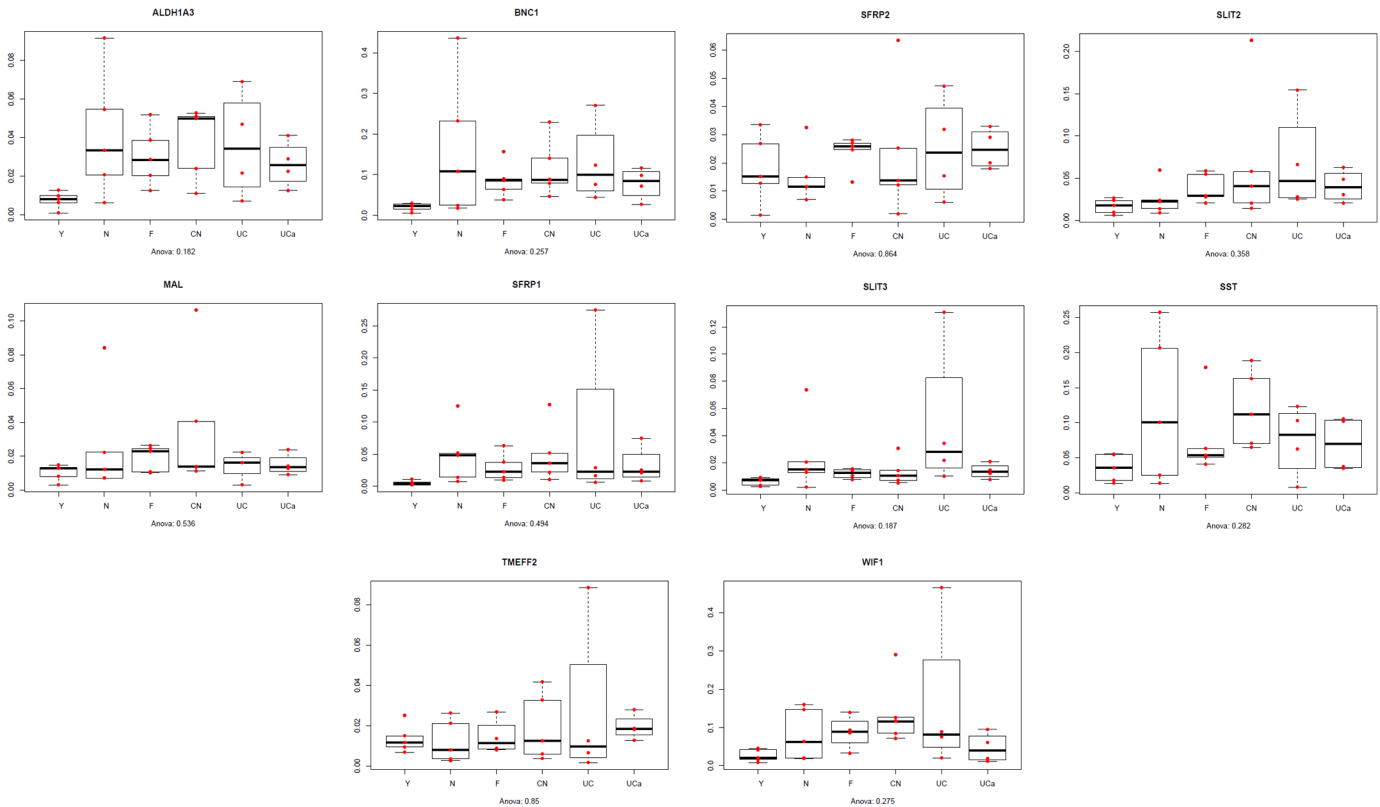 ALDH1A3
0.08
0.06
0.04
0.02
0.00
Y N F CN UC UCa
Anova: 0.182
BNC1
0.4
0.3
0.2
0.1
0.0
Y N F CN UC UCa
Anova: 0.257
SFRP2
0.06
0.05
0.04
0.03
0.02
0.01
0.00
Y N F CN UC UCa
Anova: 0.864
SLIT2
0.20
0.15
0.10
0.05
0.00
Y N F CN UC UCa
Anova: 0.358
MAL
0.10
0.08
0.06
0.04
0.02
0.00
Y N F CN UC UCa
Anova: 0.536
SFRP1
0.25
0.20
0.15
0.10
0.05
0.00
Y N F CN UC UCa
Anova: 0.494
SLIT3
0.12
0.10
0.08
0.06
0.04
0.02
0.00
Y N F CN UC UCa
Anova: 0.187
SST
0.25
0.20
0.15
0.10
0.05
0.00
Y N F CN UC UCa
Anova: 0.282
TMEFF2
0.08
0.06
0.04
0.02
0.00
Y N F CN UC UCa
Anova: 0.85
WIF1
0.4
0.3
0.2
0.1
0.0
Y N F CN UC UCa
Anova: 0.275